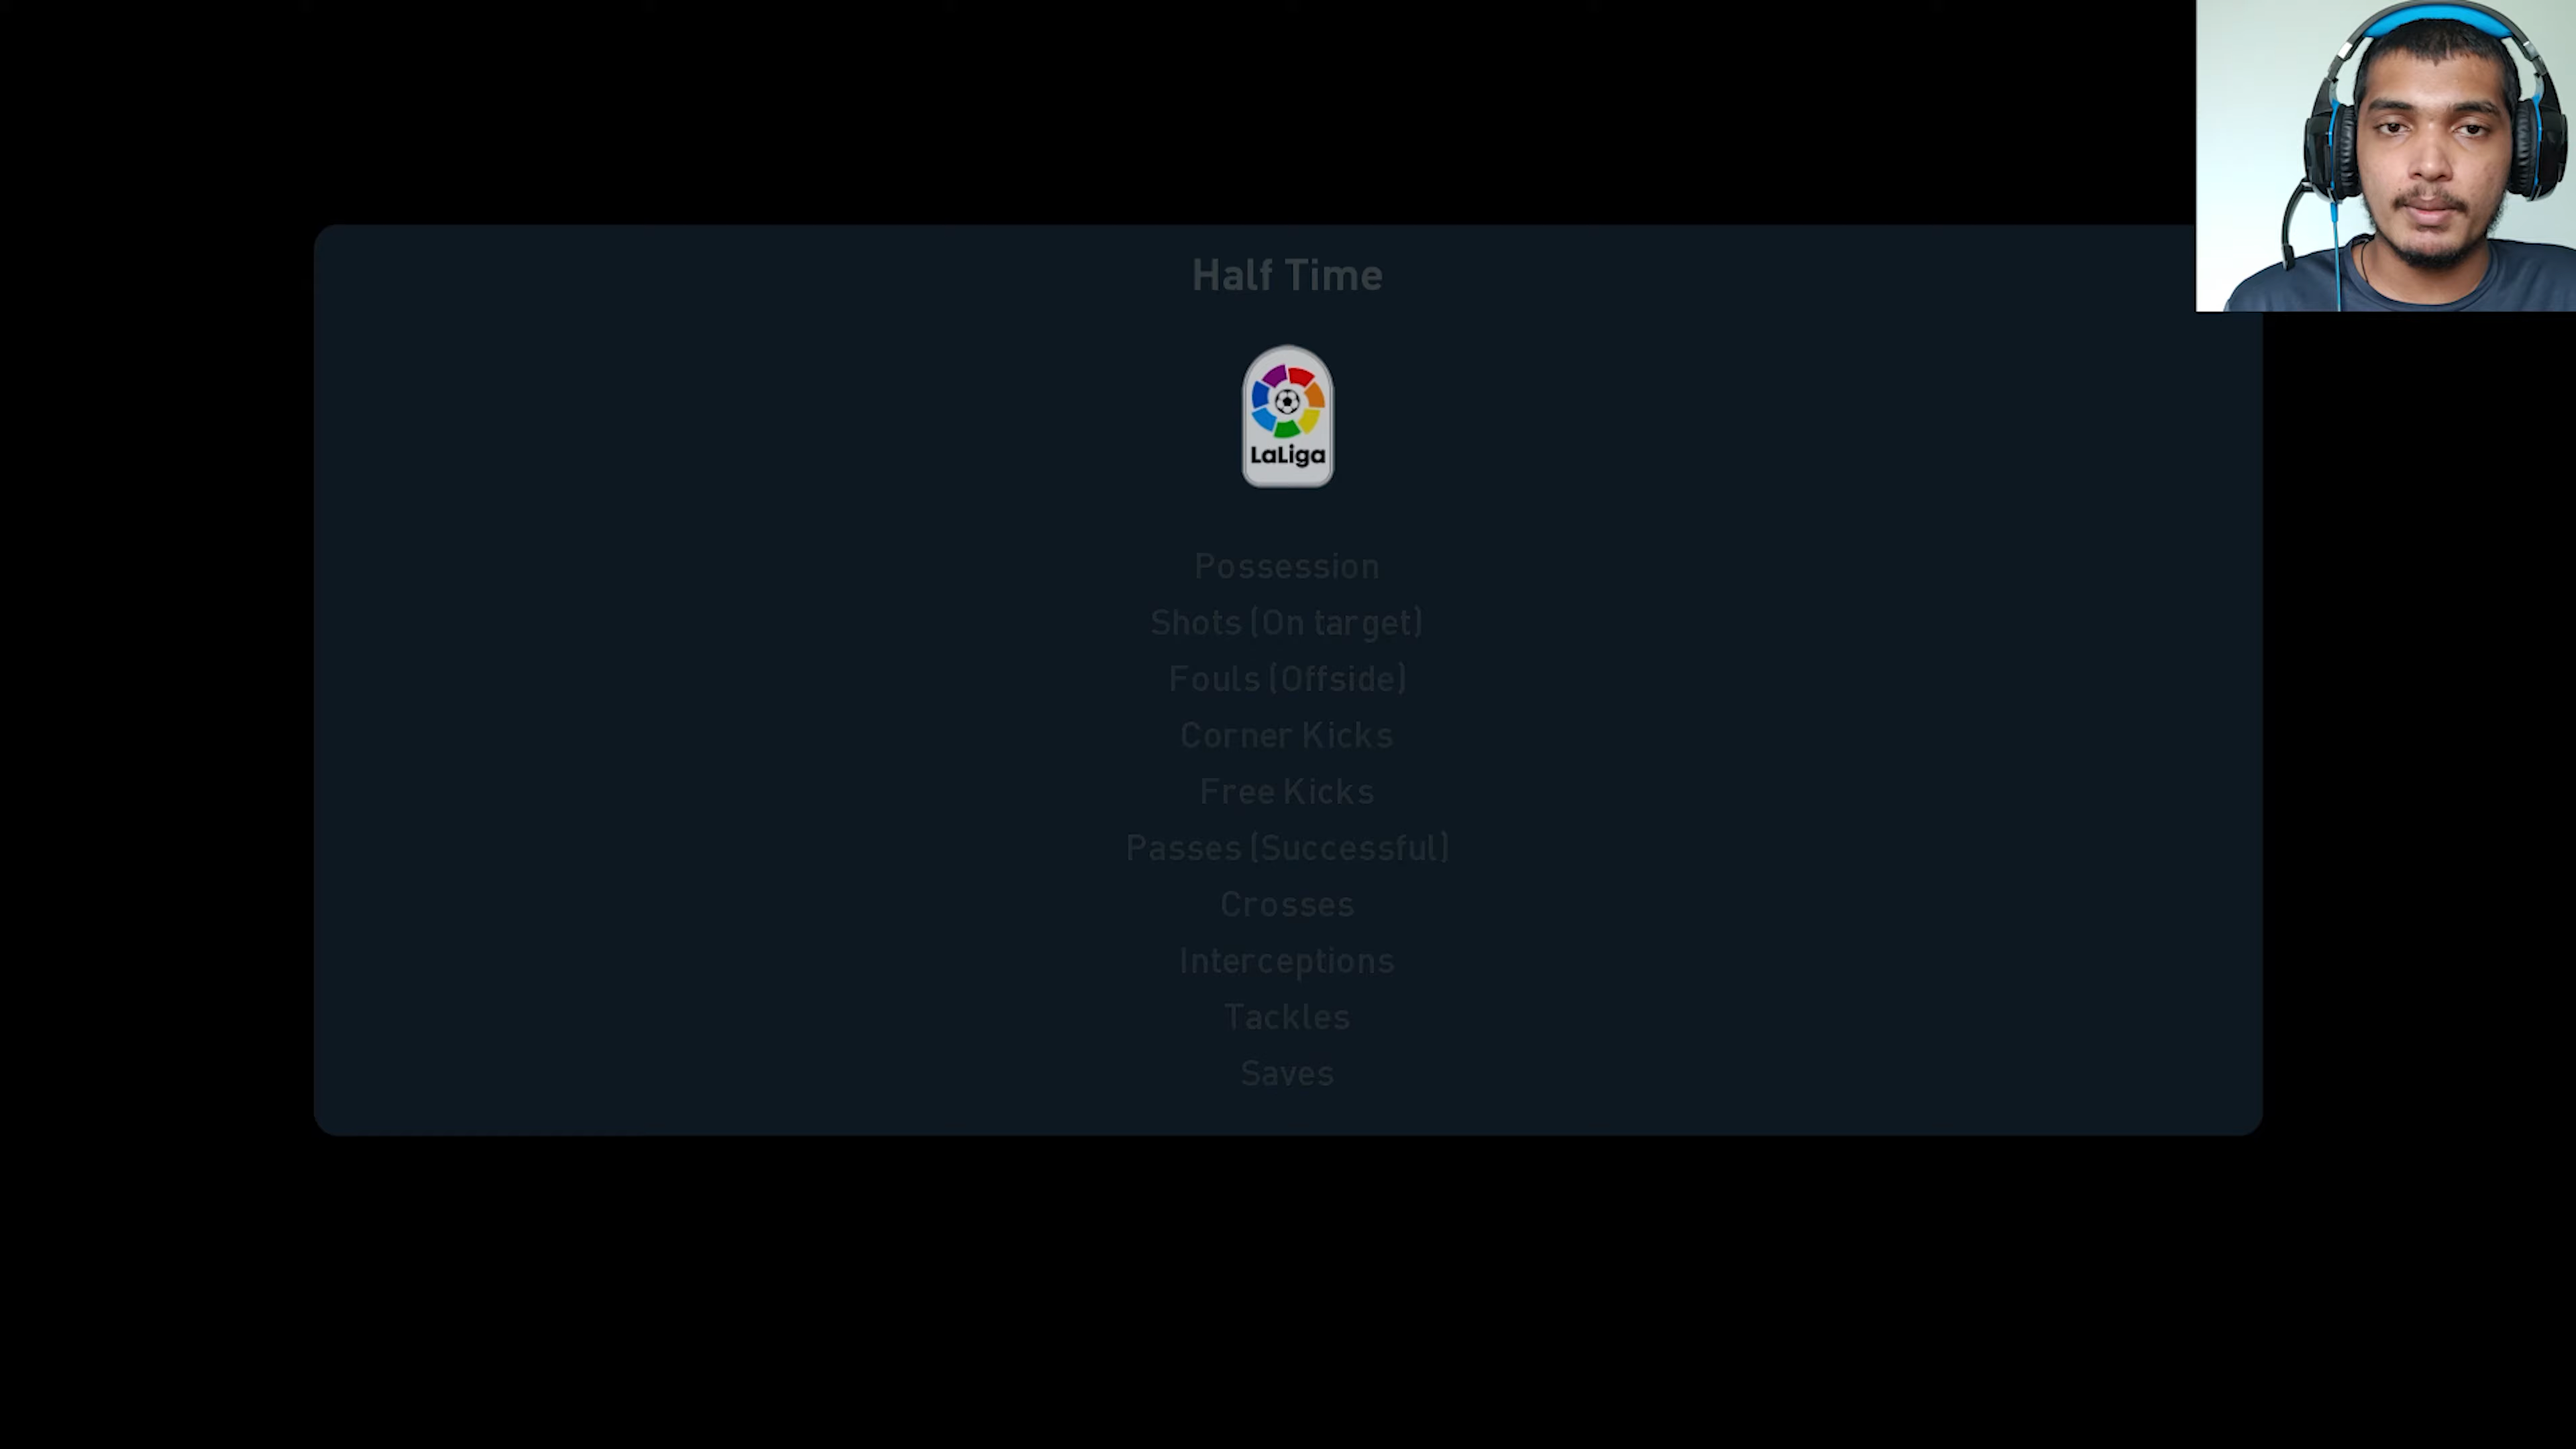 Half Time
LaLiga
Possession
Shots (On target)
Fouls (Offside)
Corner Kicks
Free Kicks
Passes (Successful)
Crosses
Interceptions
Tackles
Saves